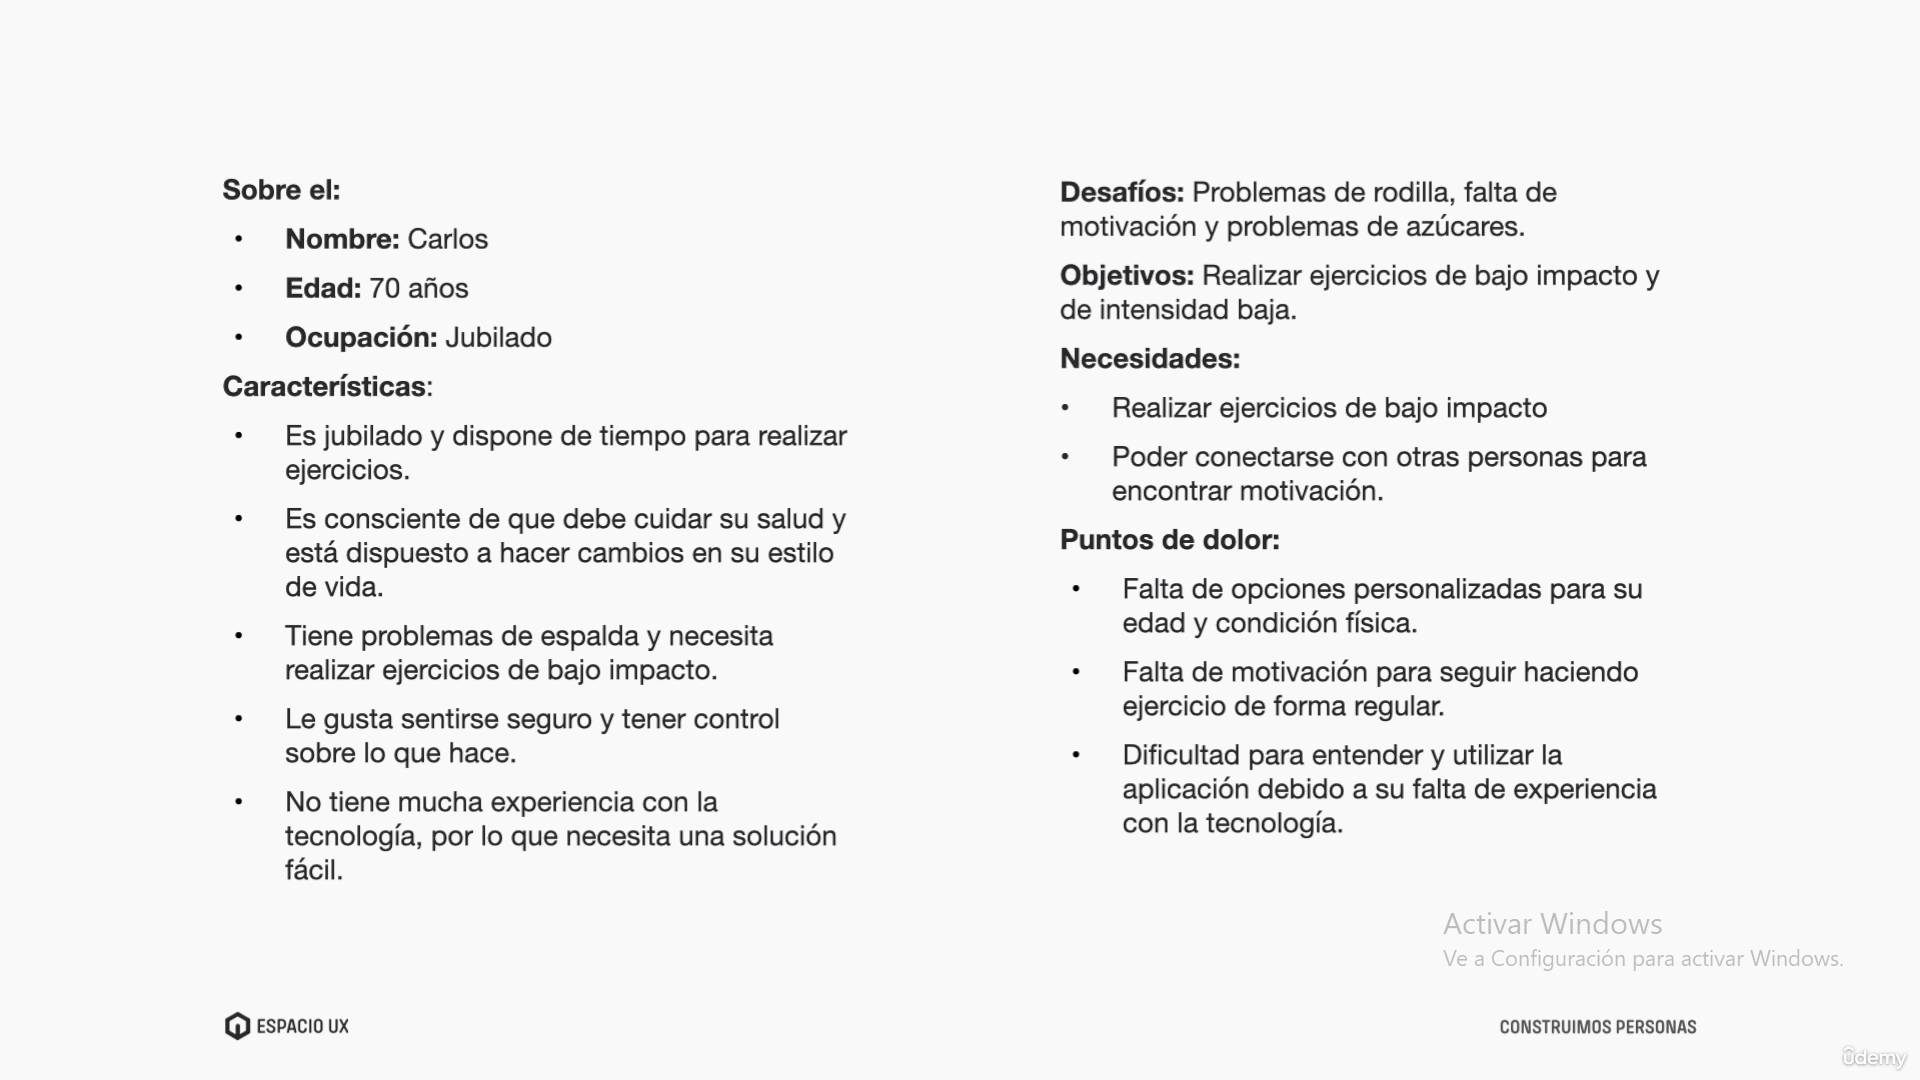 Sobre el:
• Nombre: Carlos
• Edad: 70 años
• Ocupación: Jubilado
Características:
• Es jubilado y dispone de tiempo para realizar
ejercicios.
• Es consciente de que debe cuidar su salud y
está dispuesto a hacer cambios en su estilo
de vida.
• Tiene problemas de espalda y necesita
realizar ejercicios de bajo impacto.
• Le gusta sentirse seguro y tener control
sobre lo que hace.
• No tiene mucha experiencia con la
tecnología, por lo que necesita una solución
fácil.
Desafíos: Problemas de rodilla, falta de
motivación y problemas de azúcares.
Objetivos: Realizar ejercicios de bajo impacto y
de intensidad baja.
Necesidades:
• Realizar ejercicios de bajo impacto
• Poder conectarse con otras personas para
encontrar motivación.
Puntos de dolor:
• Falta de opciones personalizadas para su
edad y condición física.
• Falta de motivación para seguir haciendo
ejercicio de forma regular.
• Dificultad para entender y utilizar la
aplicación debido a su falta de experiencia
con la tecnología.
Activar Windows
Ve a Configuración para activar Windows.
ESPACIO UX
CONSTRUIMOS PERSONAS
ûdemy